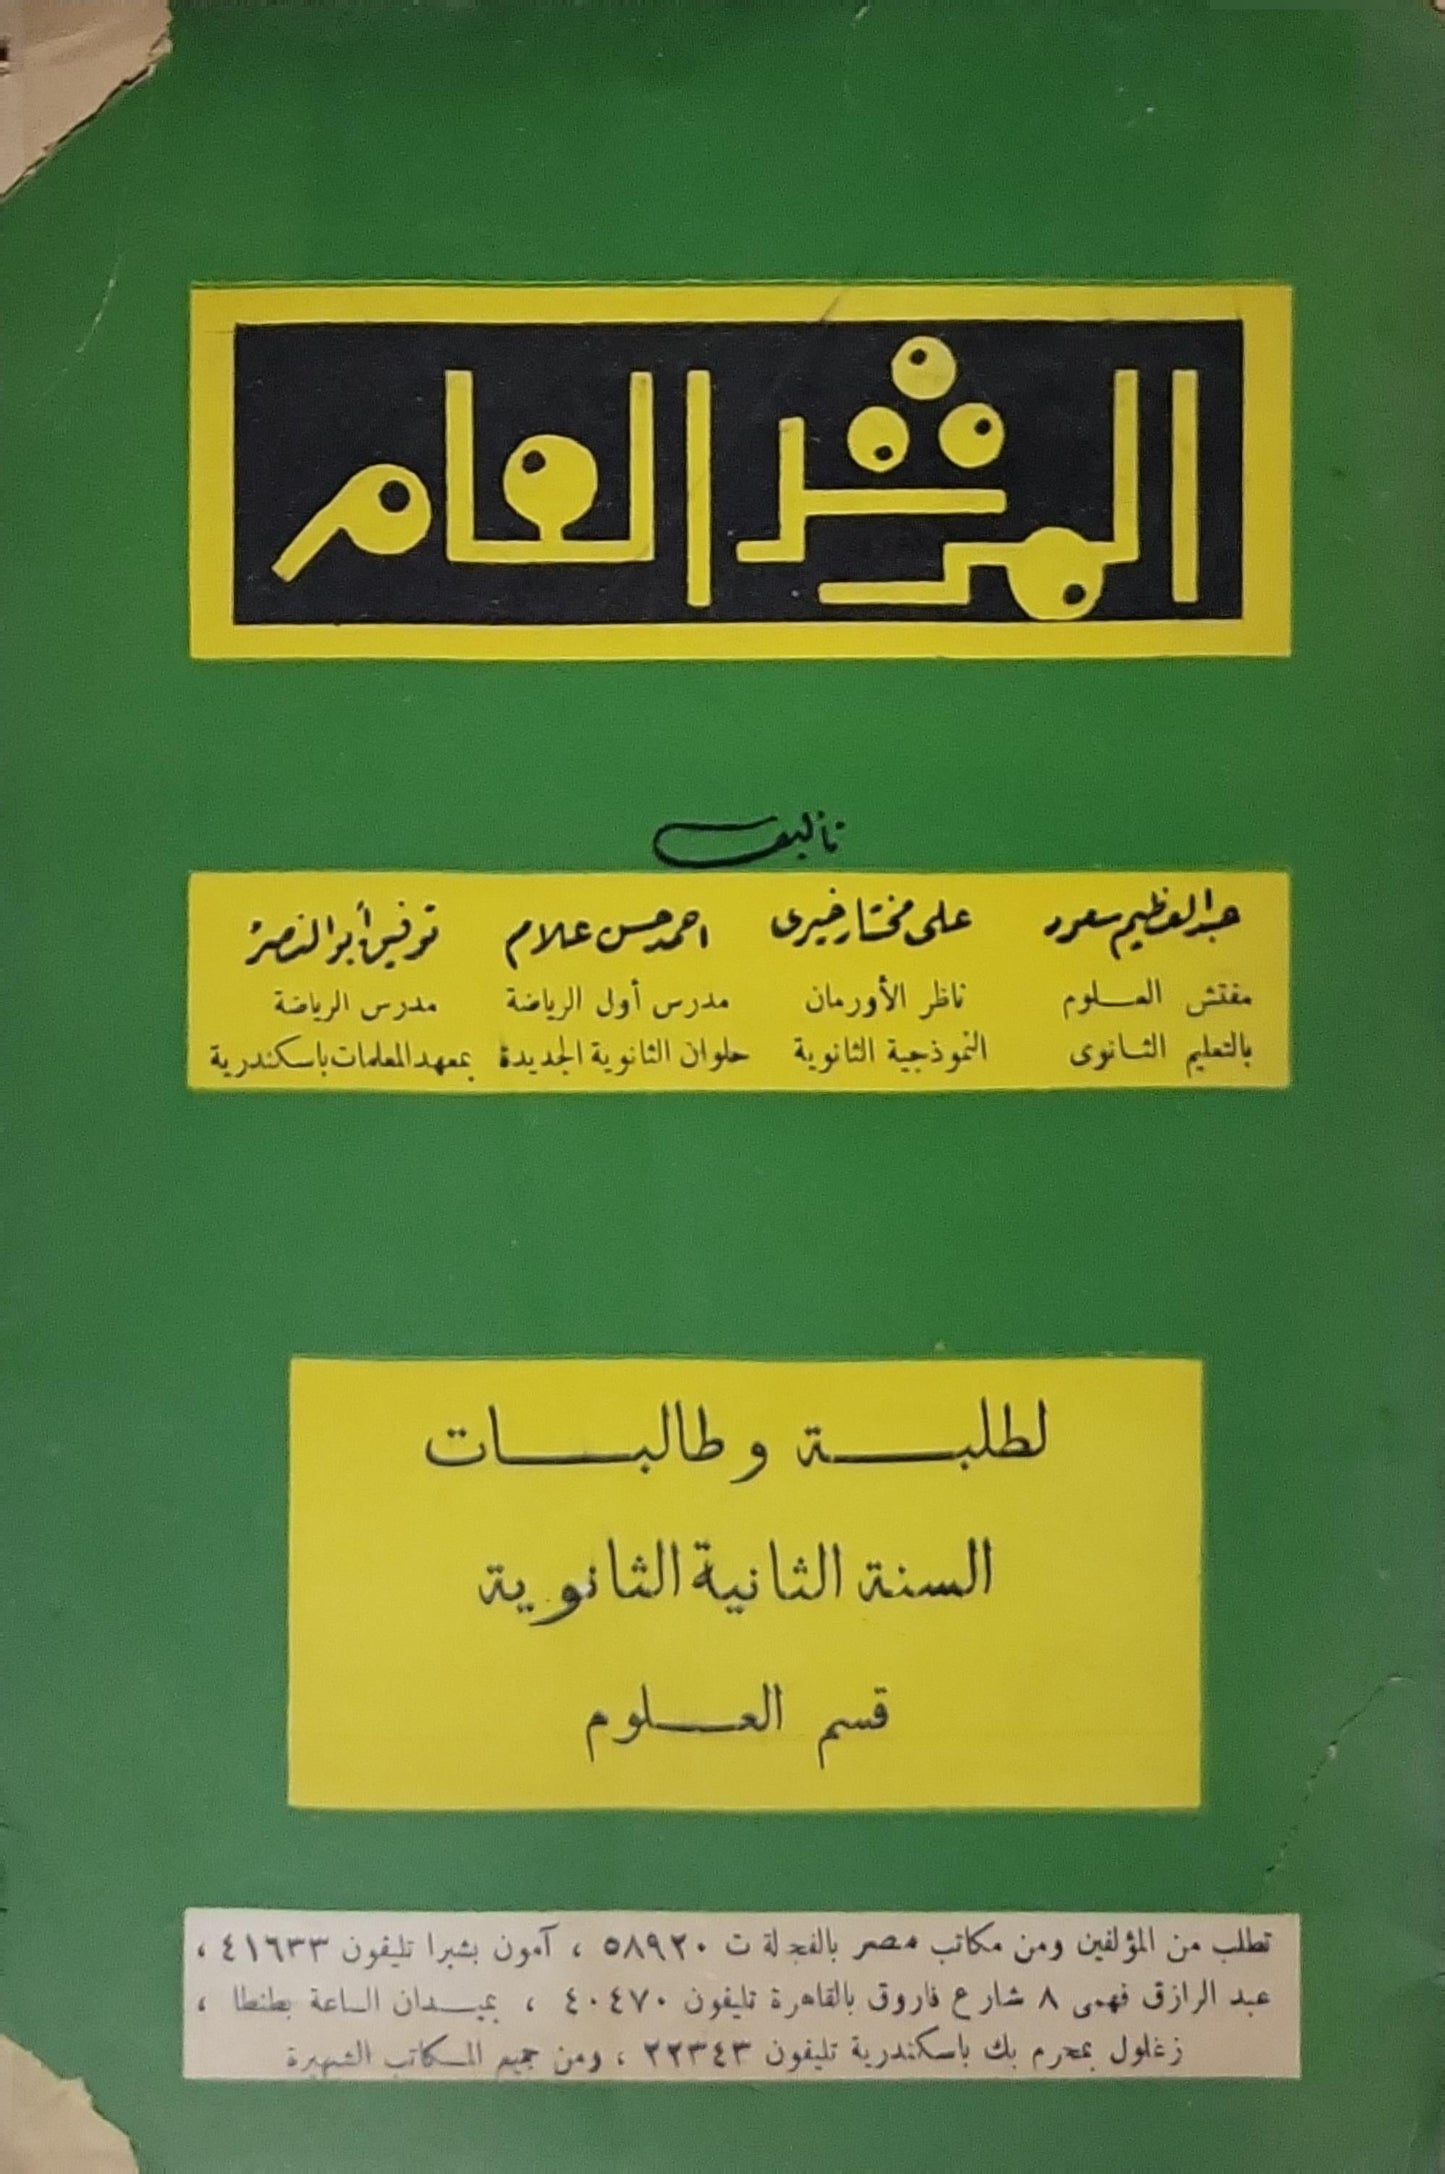 المرشد العام
تأليف
عبد العظيم سعود علي مختار خيرى احمد حسن علام توفيق أبو النصر
مفتش العلوم ناظر الأورمان مدرس أول الرياضة مدرس الرياضة
بالتعليم الثانوى النموذجية الثانوية حلوان الثانوية الجديدة بمعهد المعلمات باسكندرية
لطلبة وطالبات
السنة الثانية الثانوية
قسم العلوم
تطلب من المؤلفين ومن مكاتب مصر بالفجالة ت ٥٨٩٢٠ ، آمون بشبرا تليفون ٤١٦٣٣ ،
عبد الرازق فهمى ٨ شارع فاروق بالقاهرة تليفون ٤٠٤٧٠ ، بميدان الساعة بطنطا ،
زغلول بمحرم بك باسكندرية تليفون ٢٢٣٤٣ ، ومن جميع المكاتب الشهيرة